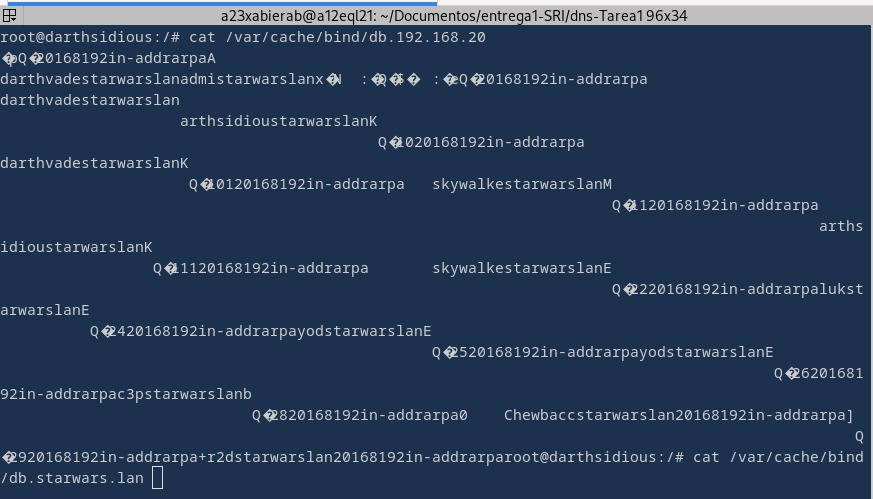 a23xabierab@a12eql21: ~/Documentos/entrega1-SRI/dns-Tarea1 96x34
root@darthsidious:/# cat /var/cache/bind/db.192.168.20
�pQ�20168192in-addrarpaA
darthvadestarwarslanadmistarwarslanx�N :�Q�$� :�eQ�20168192in-addrarpa
darthvadestarwarslan
arthsidioustarwarslanK
Q�1020168192in-addrarpa
darthvadestarwarslanK
Q�10120168192in-addrarpa skywalkestarwarslanM
Q�1120168192in-addrarpa
arths
idioustarwarslanK
Q�11120168192in-addrarpa skywalkestarwarslanE
Q�2220168192in-addrarpalukst
arwarslanE
Q�2420168192in-addrarpayodstarwarslanE
Q�2520168192in-addrarpayodstarwarslanE
Q�26201681
92in-addrarpac3pstarwarslanb
Q�2820168192in-addrarpa0 Chewbaccstarwarslan20168192in-addrarpa]
Q
�2920168192in-addrarpa+r2dstarwarslan20168192in-addrarparoot@darthsidious:/# cat /var/cache/bind
/db.starwars.lan